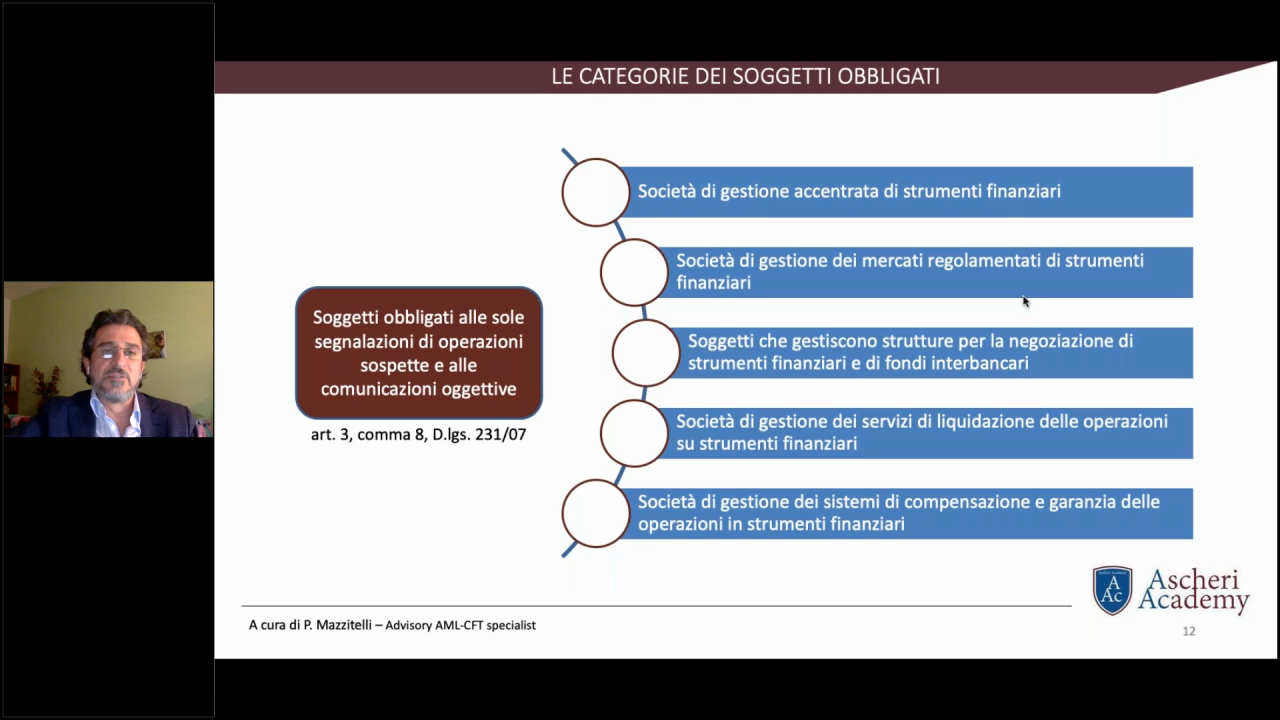 LE CATEGORIE DEI SOGGETTI OBBLIGATI
Soggetti obbligati alle sole
segnalazioni di operazioni
sospette e alle
comunicazioni oggettive
art. 3, comma 8, D.lgs. 231/07
Società di gestione accentrata di strumenti finanziari
Società di gestione dei mercati regolamentati di strumenti
finanziari
Soggetti che gestiscono strutture per la negoziazione di
strumenti finanziari e di fondi interbancari
Società di gestione dei servizi di liquidazione delle operazioni
su strumenti finanziari
Società di gestione dei sistemi di compensazione e garanzia delle
operazioni in strumenti finanziari
A cura di P. Mazzitelli – Advisory AML-CFT specialist
A
Ac
Ascheri
Academy
12